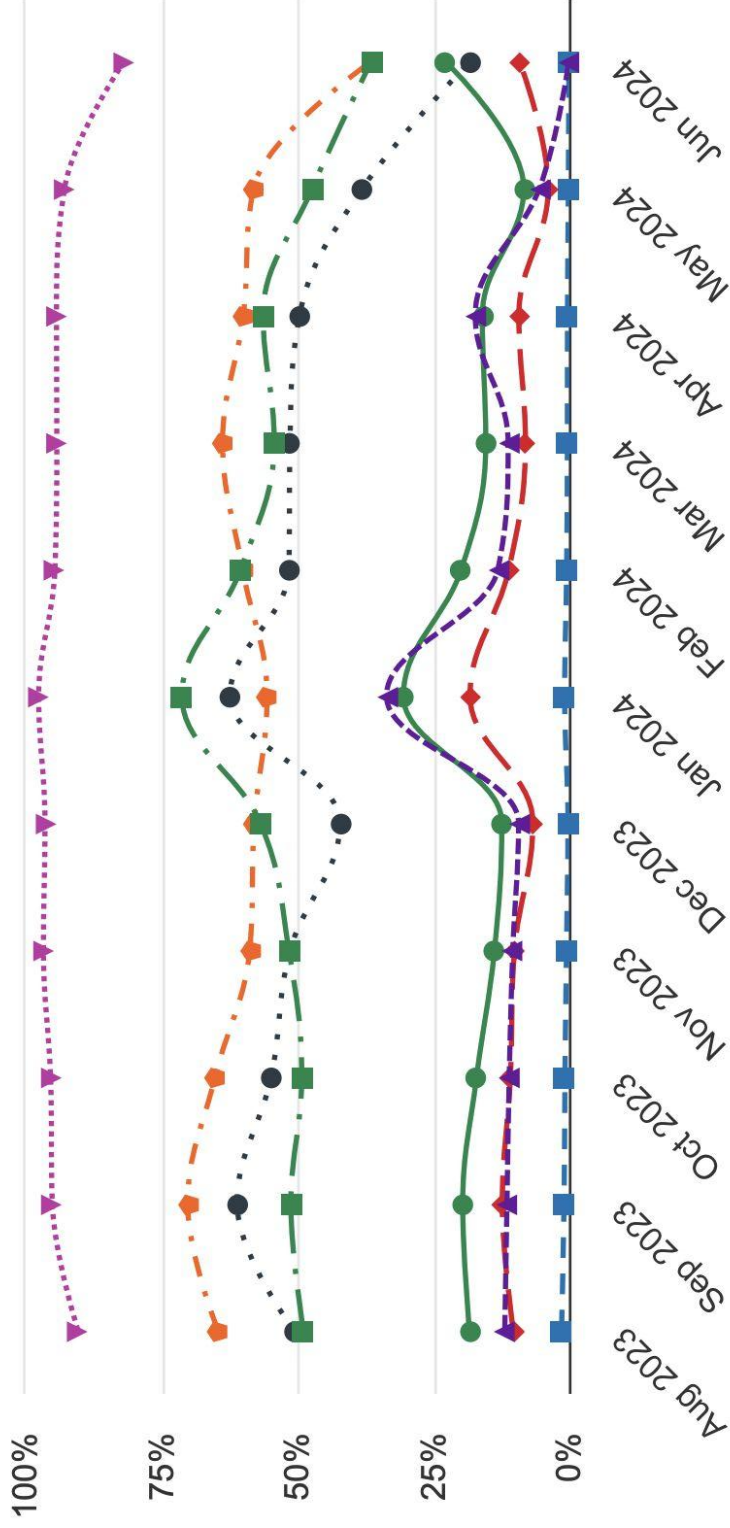 100%
75%
50%
25%
0%
Aug 2023
Sep 2023
Oct 2023
Nov 2023
Dec 2023
Jan 2024
Feb 2024
Mar 2024
Apr 2024
May 2024
Jun 2024